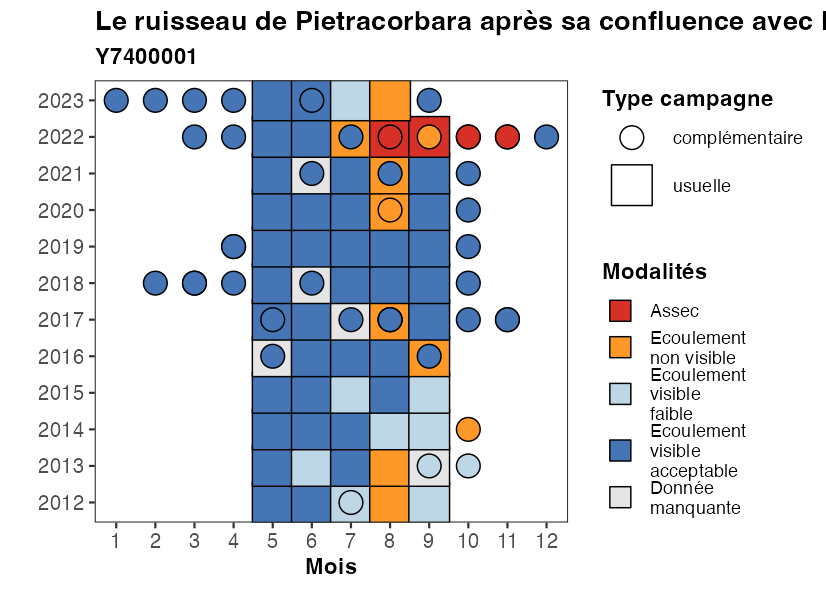 Le ruisseau de Pietracorbara après sa confluence avec l
Y7400001
2023
2022
2021
2020
2019
2018
2017
2016
2015
2014
2013
2012
1 2 3 4 5 6 7 8 9 10 11 12
Mois
Type campagne
complémentaire
usuelle
Modalités
Assec
Ecoulement
non visible
Ecoulement
visible
faible
Ecoulement
visible
acceptable
Donnée
manquante